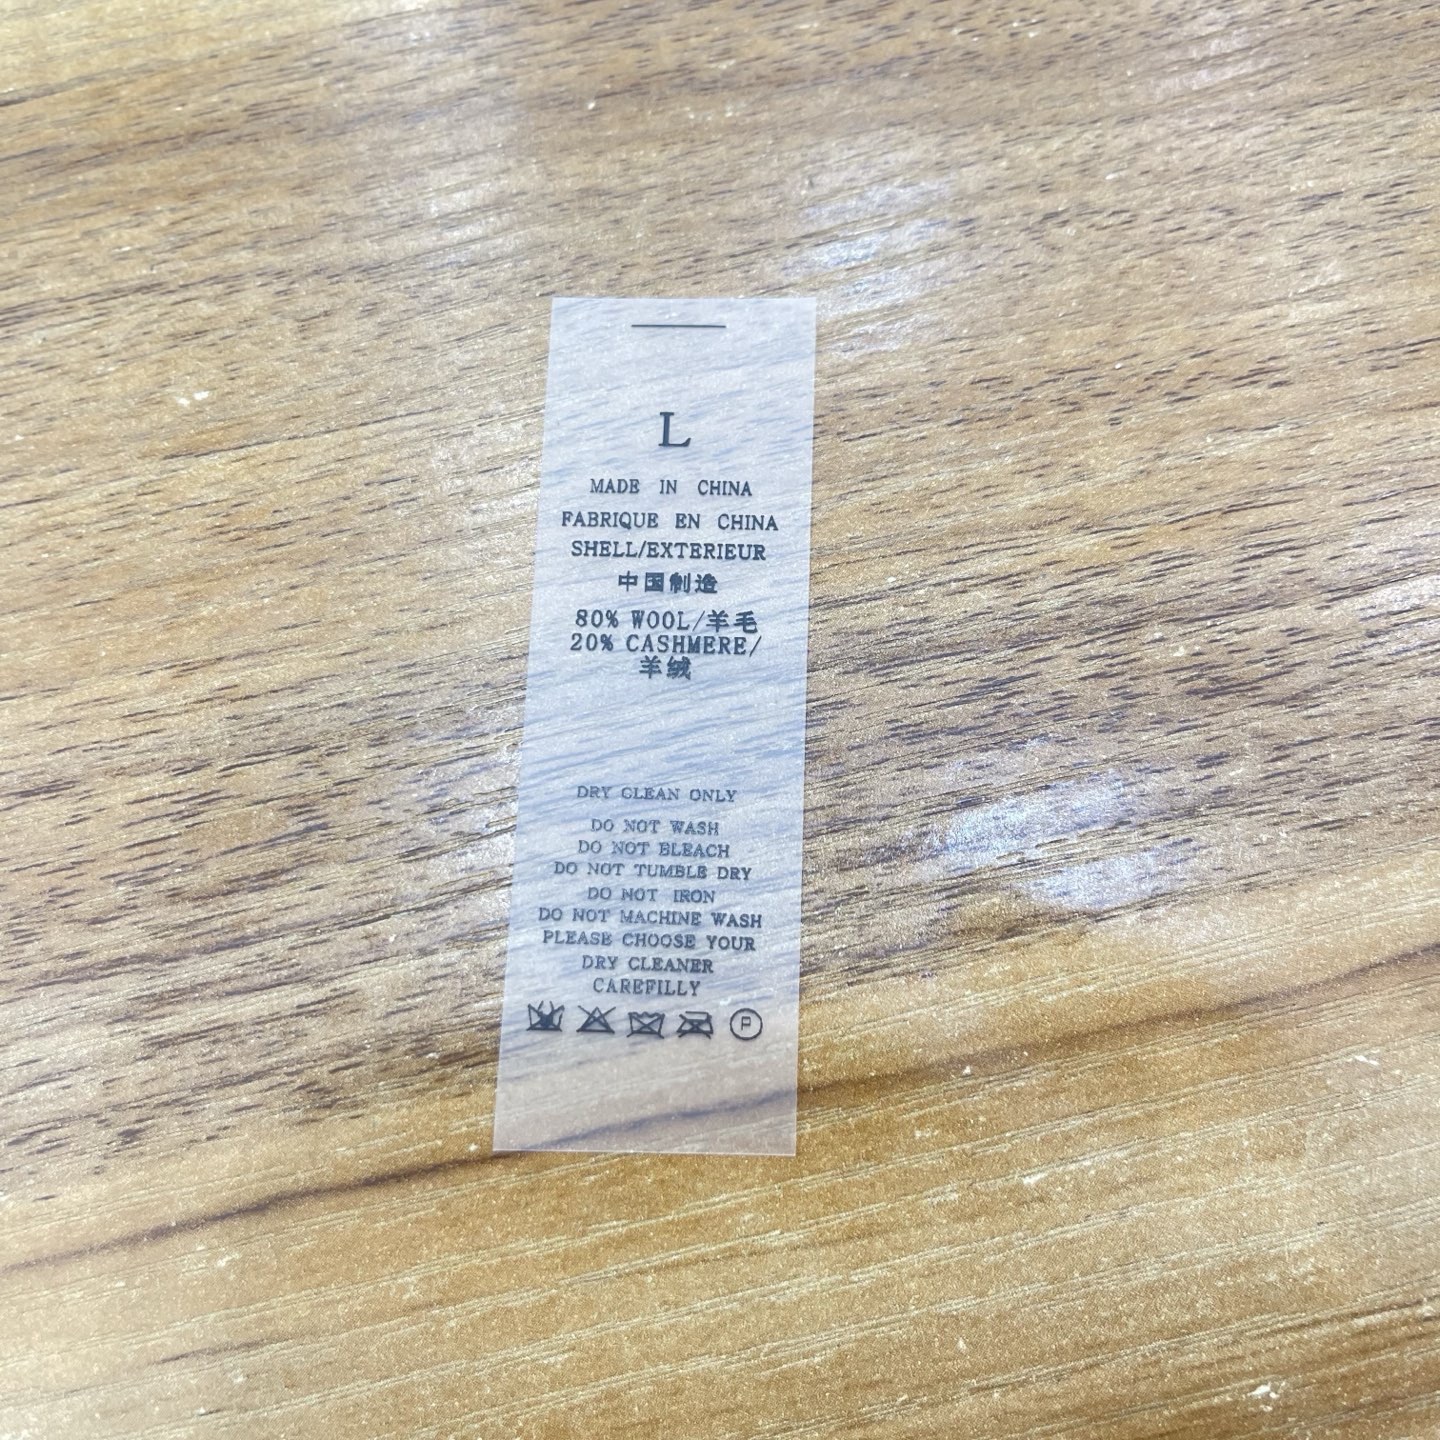 L
MADE IN CHINA
FABRIQUE EN CHINA
SHELL/EXTERIEUR
中国制造
80% WOOL/羊毛
20% CASHMERE/
羊绒
DRY CLEAN ONLY
DO NOT WASH
DO NOT BLEACH
DO NOT TUMBLE DRY
DO NOT IRON
DO NOT MACHINE WASH
PLEASE CHOOSE YOUR
DRY CLEANER
CAREFILLY
P